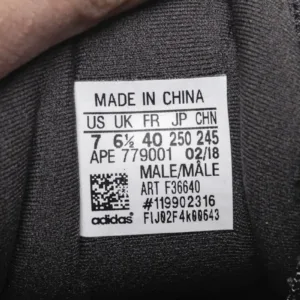 MADE IN CHINA
US UK FR JP CHN
7 6½ 40 250 245
APE 779001 02/18
MALE/MÂLE
ART F36640
#119902316
adidas FIJ02F4k00643